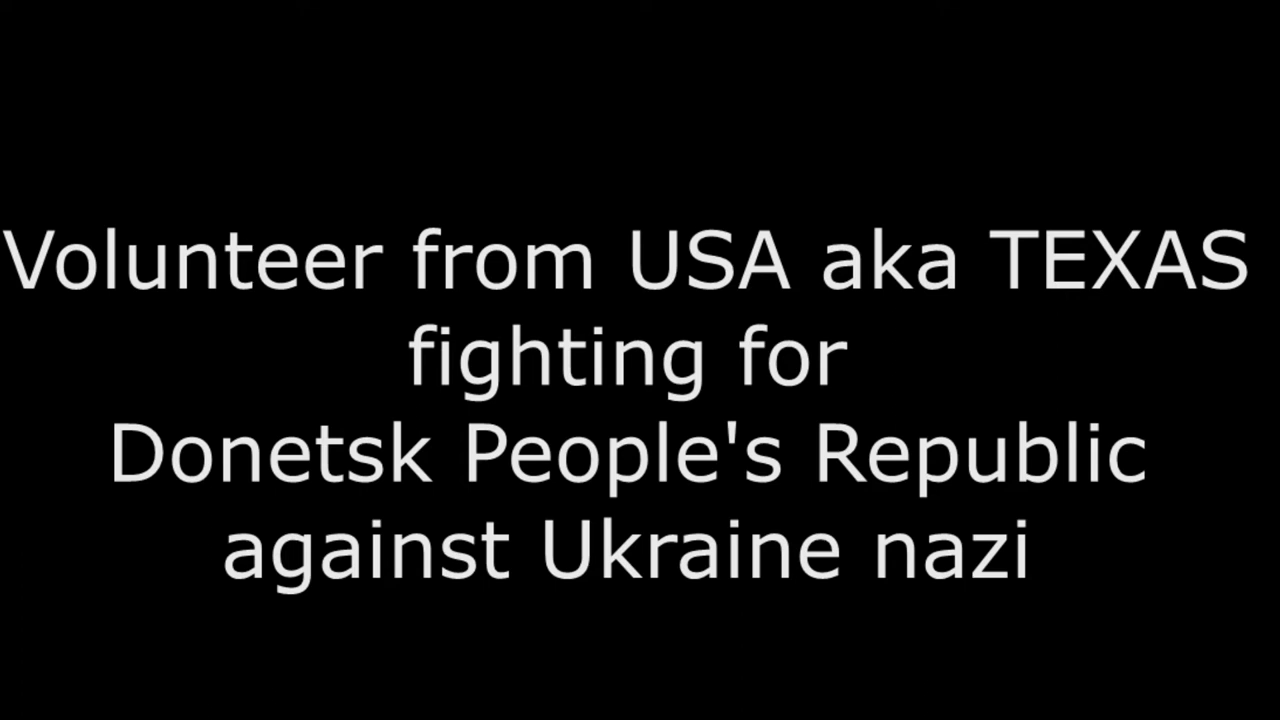 Volunteer from USA aka TEXAS
fighting for
Donetsk People's Republic
against Ukraine nazi